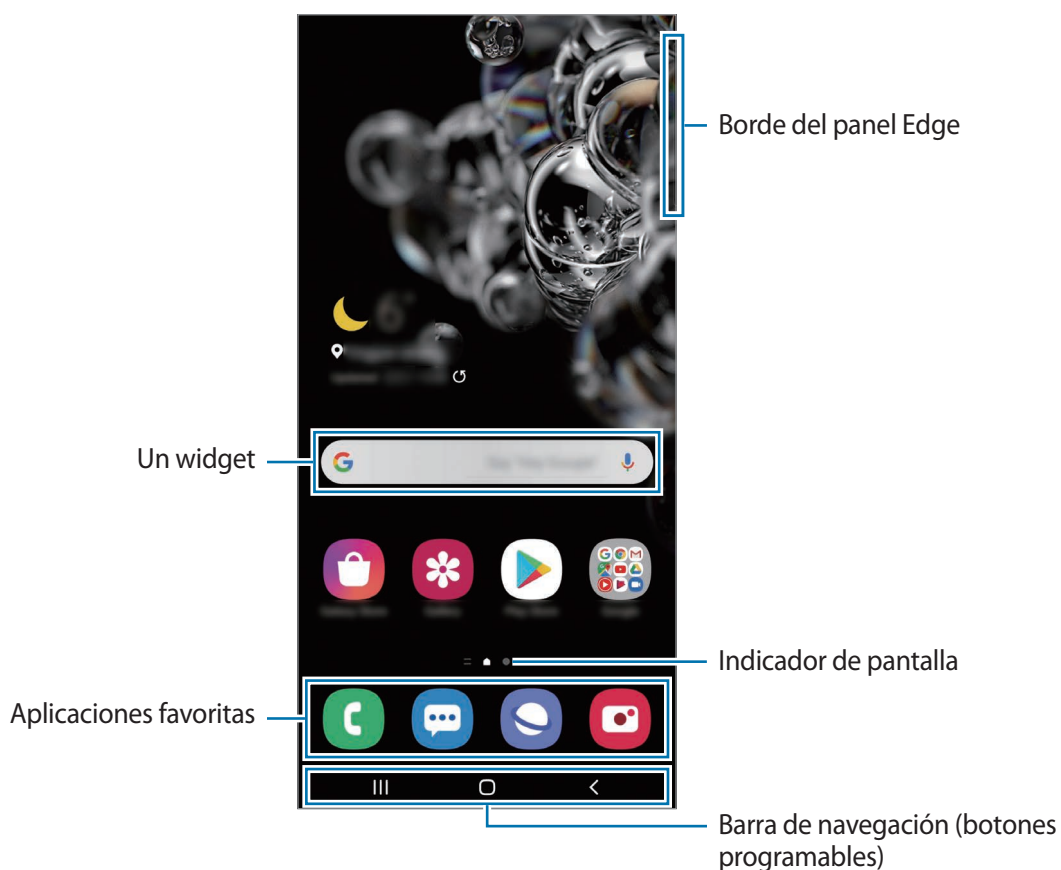 Borde del panel Edge
Un widget
Indicador de pantalla
Aplicaciones favoritas
Barra de navegación (botones
programables)